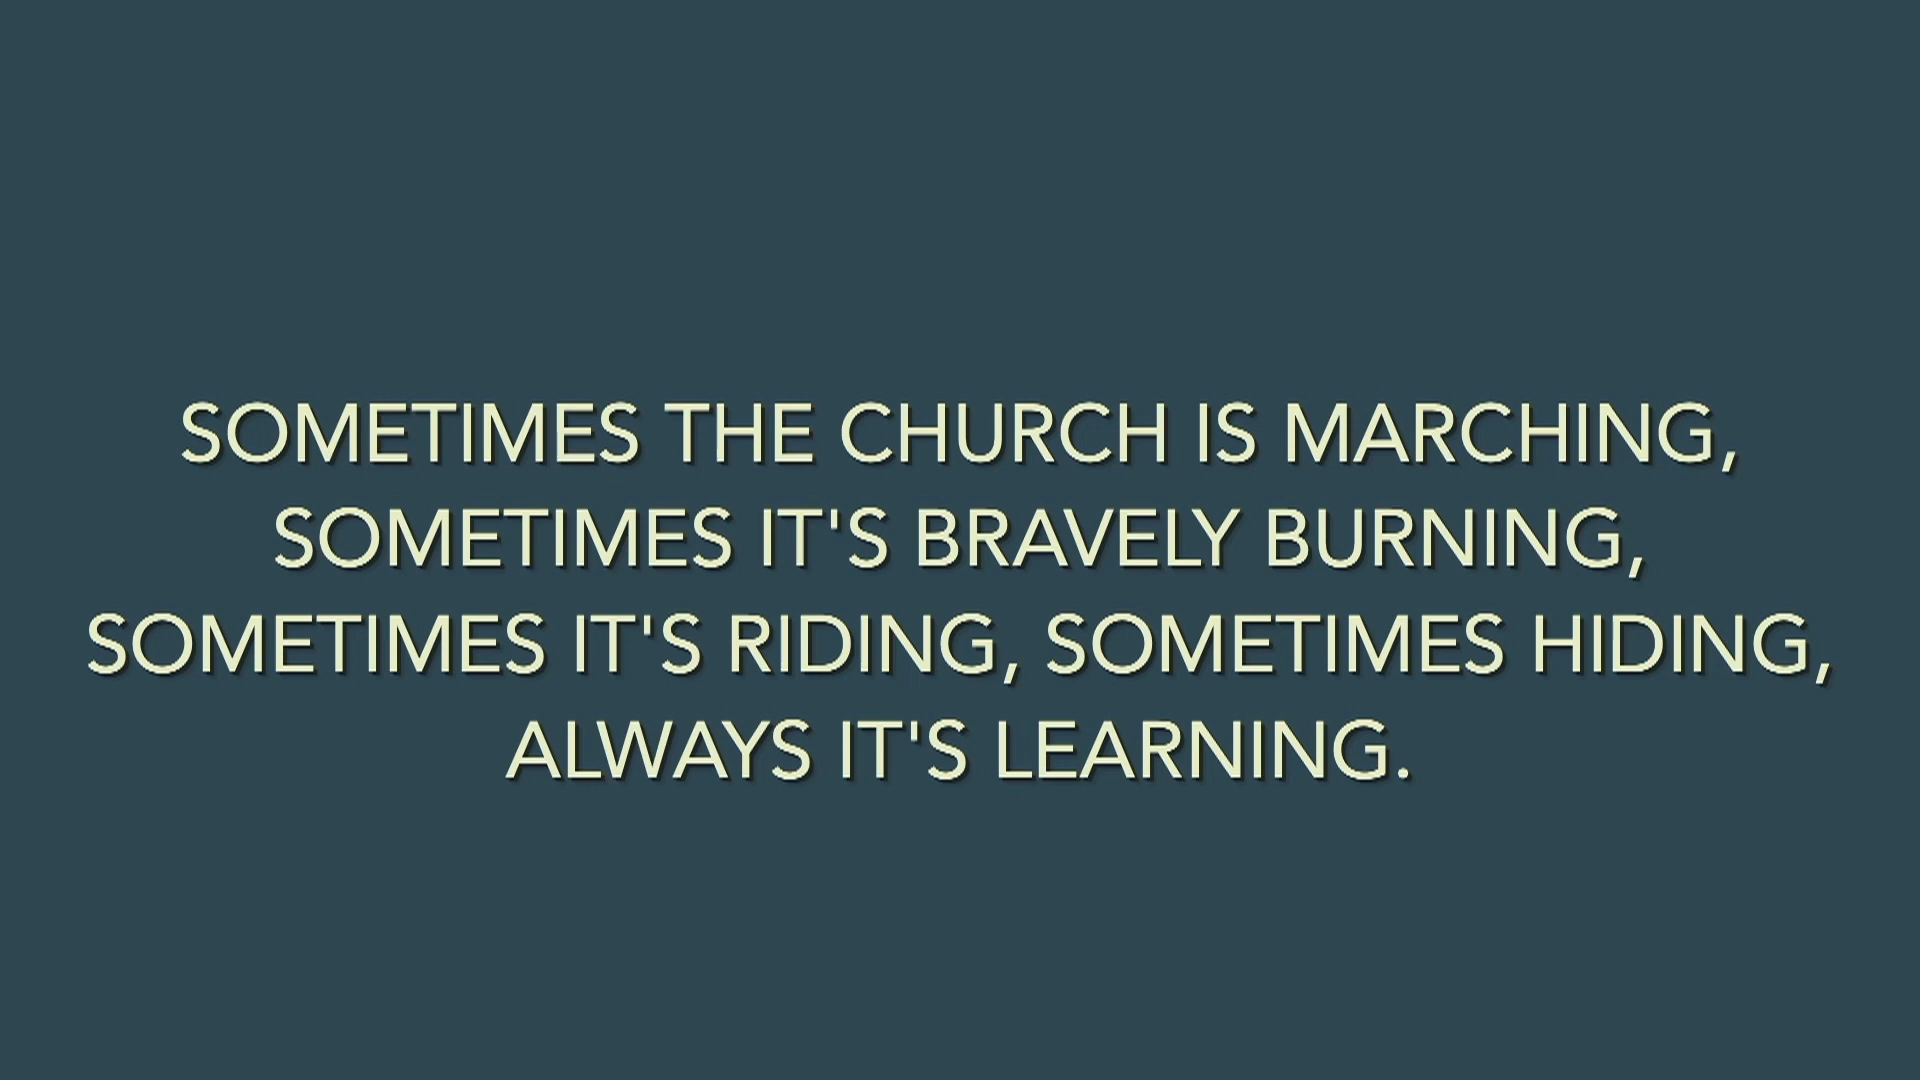 SOMETIMES THE CHURCH IS MARCHING,
SOMETIMES IT'S BRAVELY BURNING,
SOMETIMES IT'S RIDING, SOMETIMES HIDING,
ALWAYS IT'S LEARNING.